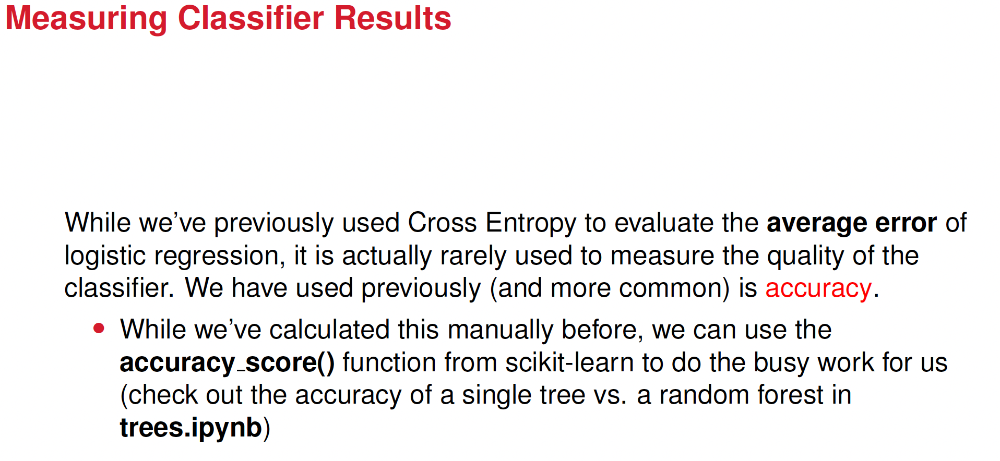 Measuring Classifier Results
While we’ve previously used Cross Entropy to evaluate the average error of
logistic regression, it is actually rarely used to measure the quality of the
classifier. We have used previously (and more common) is accuracy.
• While we’ve calculated this manually before, we can use the
accuracy_score() function from scikit-learn to do the busy work for us
(check out the accuracy of a single tree vs. a random forest in
trees.ipynb)